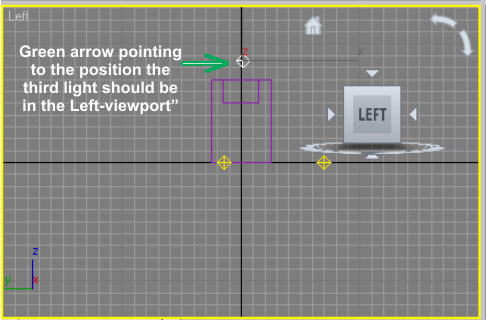 Left
Green arrow pointing
to the position the
third light should be
in the Left-viewport”
z
x
LEFT
z
y
x